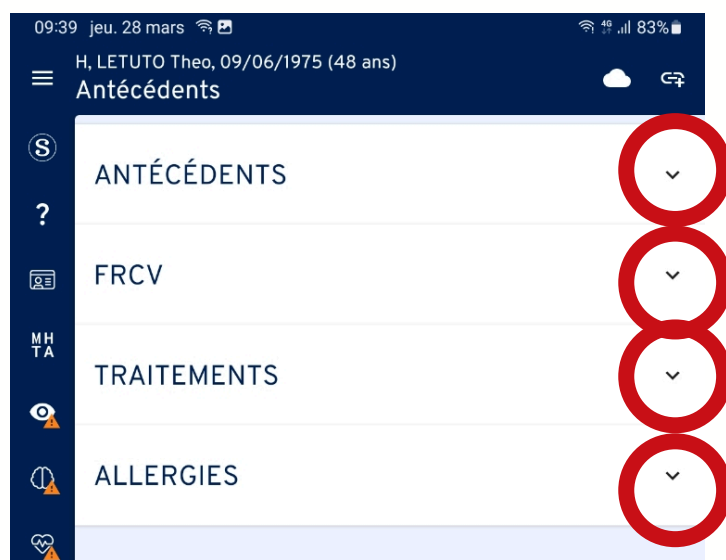 09:39 jeu. 28 mars
4G 83%
H, LETUTO Theo, 09/06/1975 (48 ans)
Antécédents
S
ANTÉCÉDENTS
?
FRCV
MH
TA
TRAITEMENTS
ALLERGIES